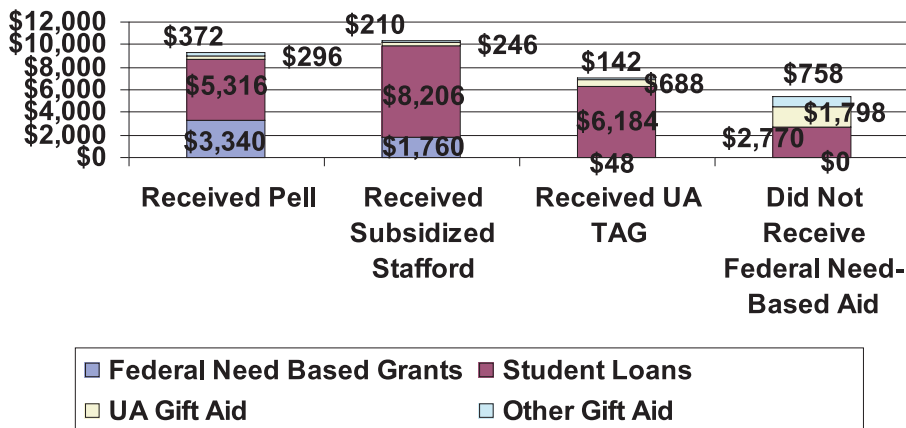 $12,000
$10,000
$8,000
$6,000
$4,000
$2,000
$0
$372
$296
$5,316
$3,340
$210
$246
$8,206
$1,760
$142
$688
$6,184
$48
$758
$1,798
$2,770
$0
Received Pell
Received
Subsidized
Stafford
Received UA
TAG
Did Not
Receive
Federal Need-
Based Aid
Federal Need Based Grants
Student Loans
UA Gift Aid
Other Gift Aid